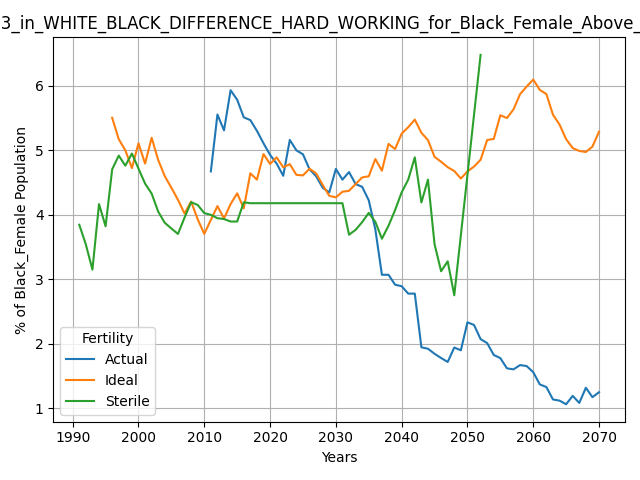 3_in_WHITE_BLACK_DIFFERENCE_HARD_WORKING_for_Black_Female_Above_
% of Black_Female Population
6
5
4
3
2
1
Fertility
Actual
Ideal
Sterile
1990 2000 2010 2020 2030 2040 2050 2060 2070
Years